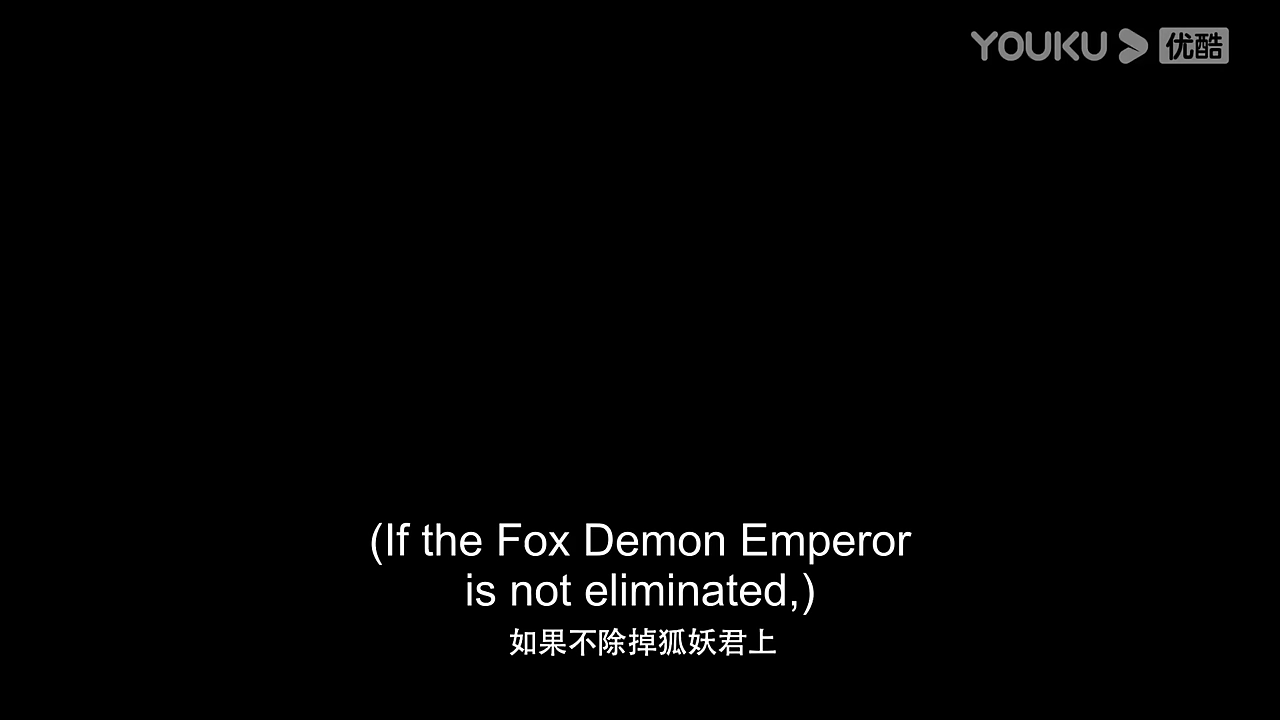 YOUKU 优酷
(If the Fox Demon Emperor
is not eliminated,)
如果不除掉狐妖君上